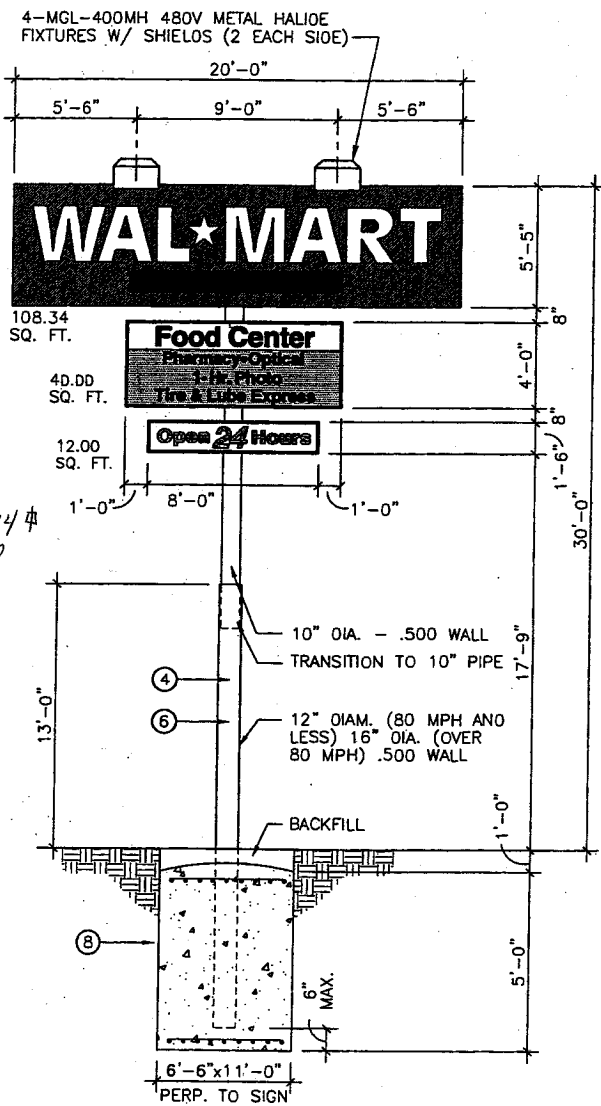 4-MGL-400MH 480V METAL HALIOE
FIXTURES W/ SHIELOS (2 EACH SIOE)
20'-0"
5'-6" 9'-0" 5'-6"
WAL★MART
5'-5"
108.34
SQ. FT.
8"
Food Center
Pharmacy-Optical
1-Hr. Photo
Tire & Lube Express
4'-0"
40.00
SQ. FT.
8"
Open 24 Hours
1'-6"
12.00
SQ. FT.
1'-0" 8'-0" 1'-0"
30'-0"
10" OIA. - .500 WALL
TRANSITION TO 10" PIPE
17'-9"
13'-0"
4
6
12" OIAM. (80 MPH ANO
LESS) 16" OIA. (OVER
80 MPH) .500 WALL
BACKFILL
1'-0"
8
5'-0"
6"
MAX.
6'-6"x11'-0"
PERP. TO SIGN